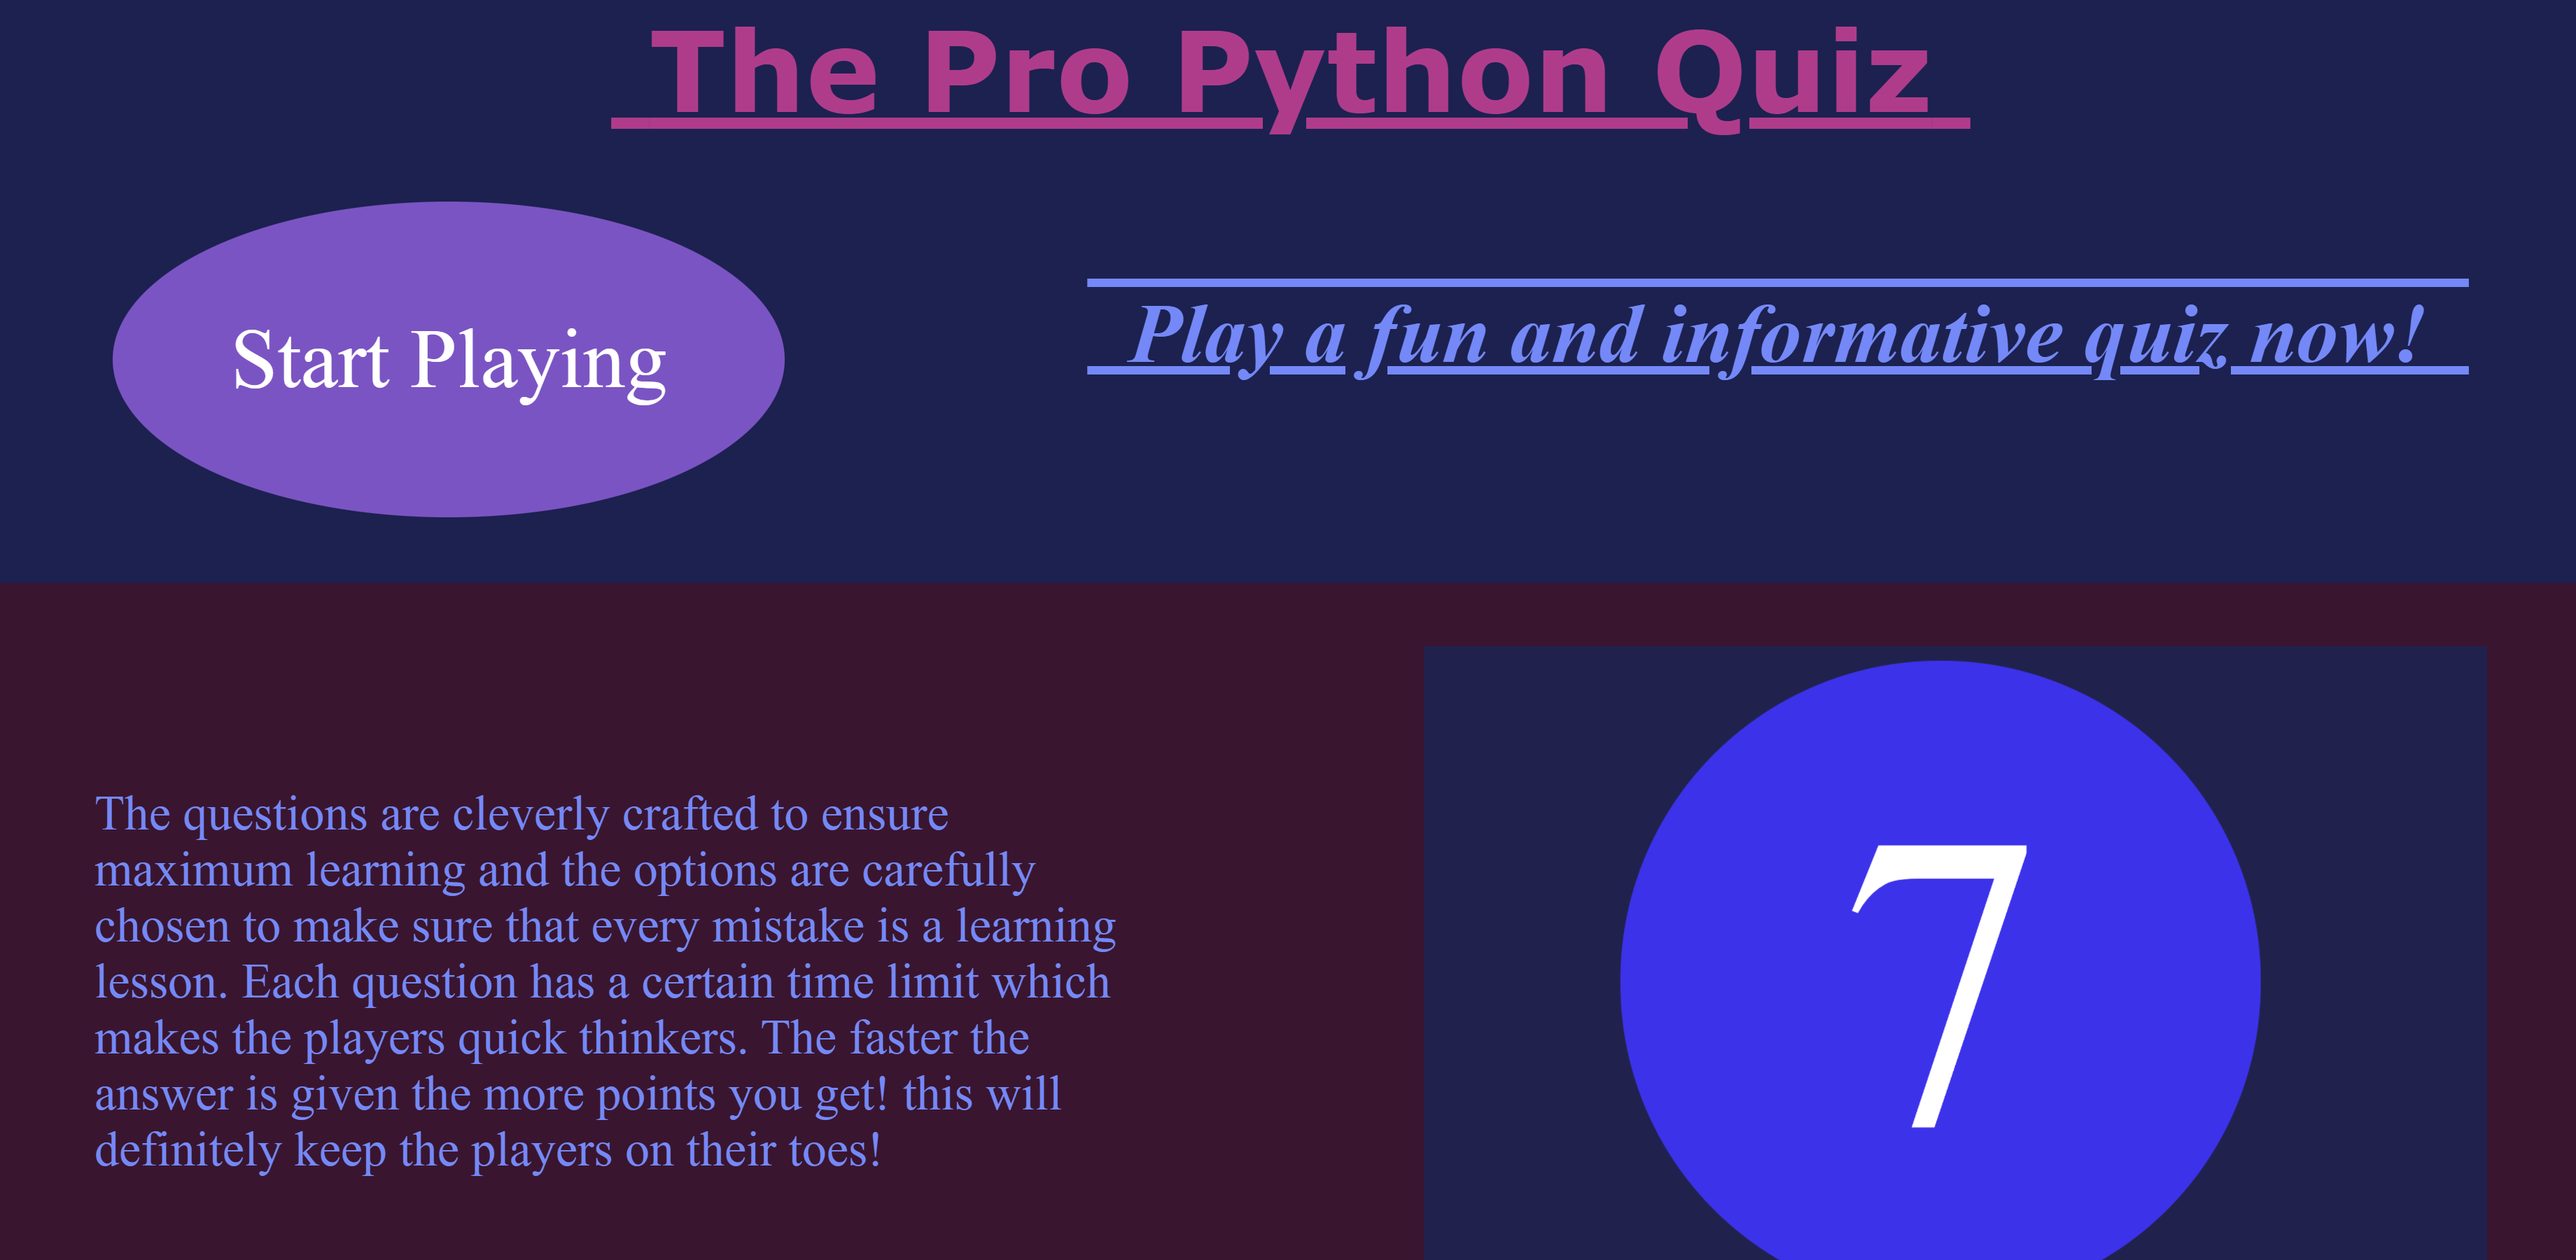 The Pro Python Quiz
Start Playing
Play a fun and informative quiz now!
The questions are cleverly crafted to ensure
maximum learning and the options are carefully
chosen to make sure that every mistake is a learning
lesson. Each question has a certain time limit which
makes the players quick thinkers. The faster the
answer is given the more points you get! this will
definitely keep the players on their toes!
7